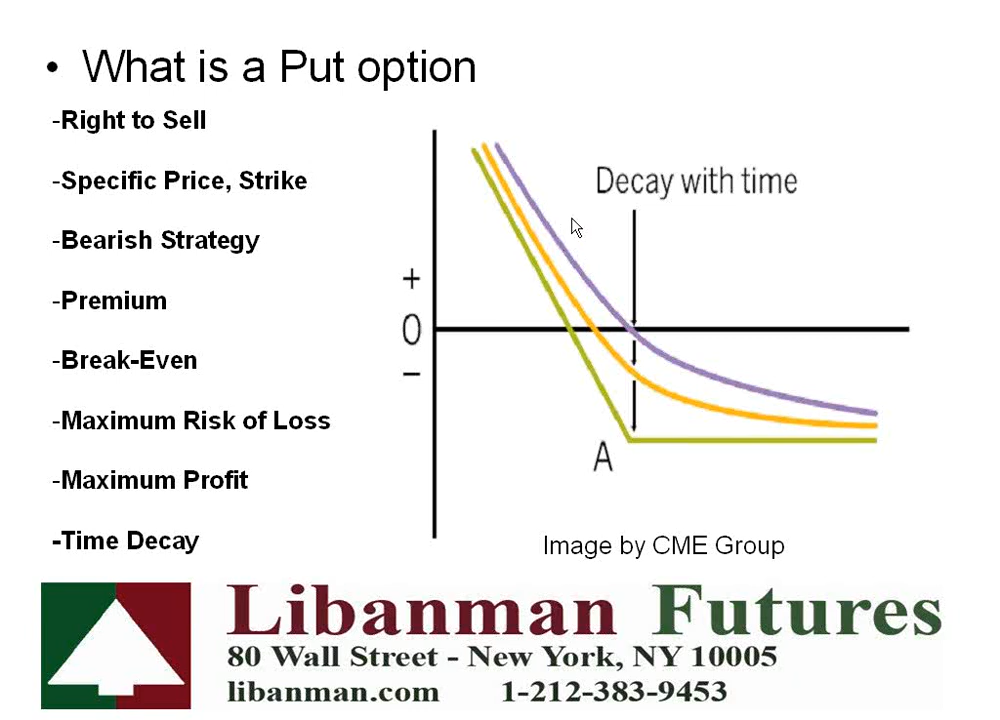 • What is a Put option
-Right to Sell
-Specific Price, Strike
-Bearish Strategy
-Premium
-Break-Even
-Maximum Risk of Loss
-Maximum Profit
-Time Decay
Decay with time
+
0
−
A
Image by CME Group
Libanman Futures
80 Wall Street - New York, NY 10005
libanman.com 1-212-383-9453